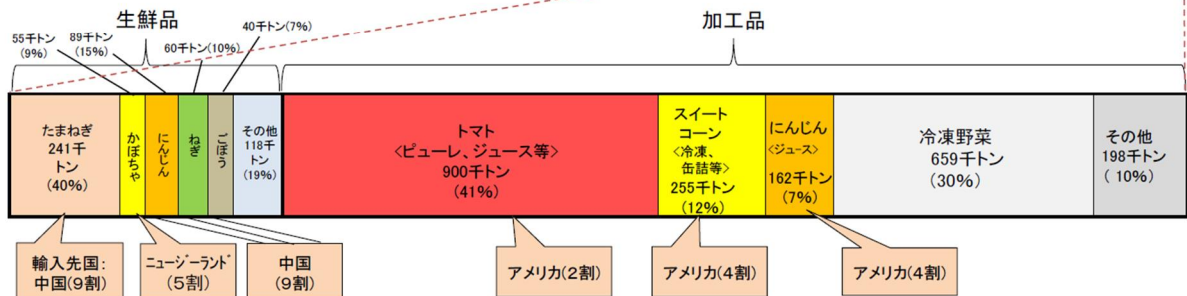 生鮮品
加工品
55千トン
(9%)
89千トン
(15%)
60千トン(10%)
40千トン(7%)
たまねぎ
241千
トン
(40%)
かぼちゃ
にんじん
ねぎ
ごぼう
その他
118千
トン
(19%)
トマト
<ピューレ、ジュース等>
900千トン
(41%)
スイート
コーン
<冷凍、
缶詰等>
255千トン
(12%)
にんじん
<ジュース>
162千トン
(7%)
冷凍野菜
659千トン
(30%)
その他
198千トン
( 10%)
輸入先国:
中国(9割)
ニュージーランド
(5割)
中国
(9割)
アメリカ(2割)
アメリカ(4割)
アメリカ(4割)